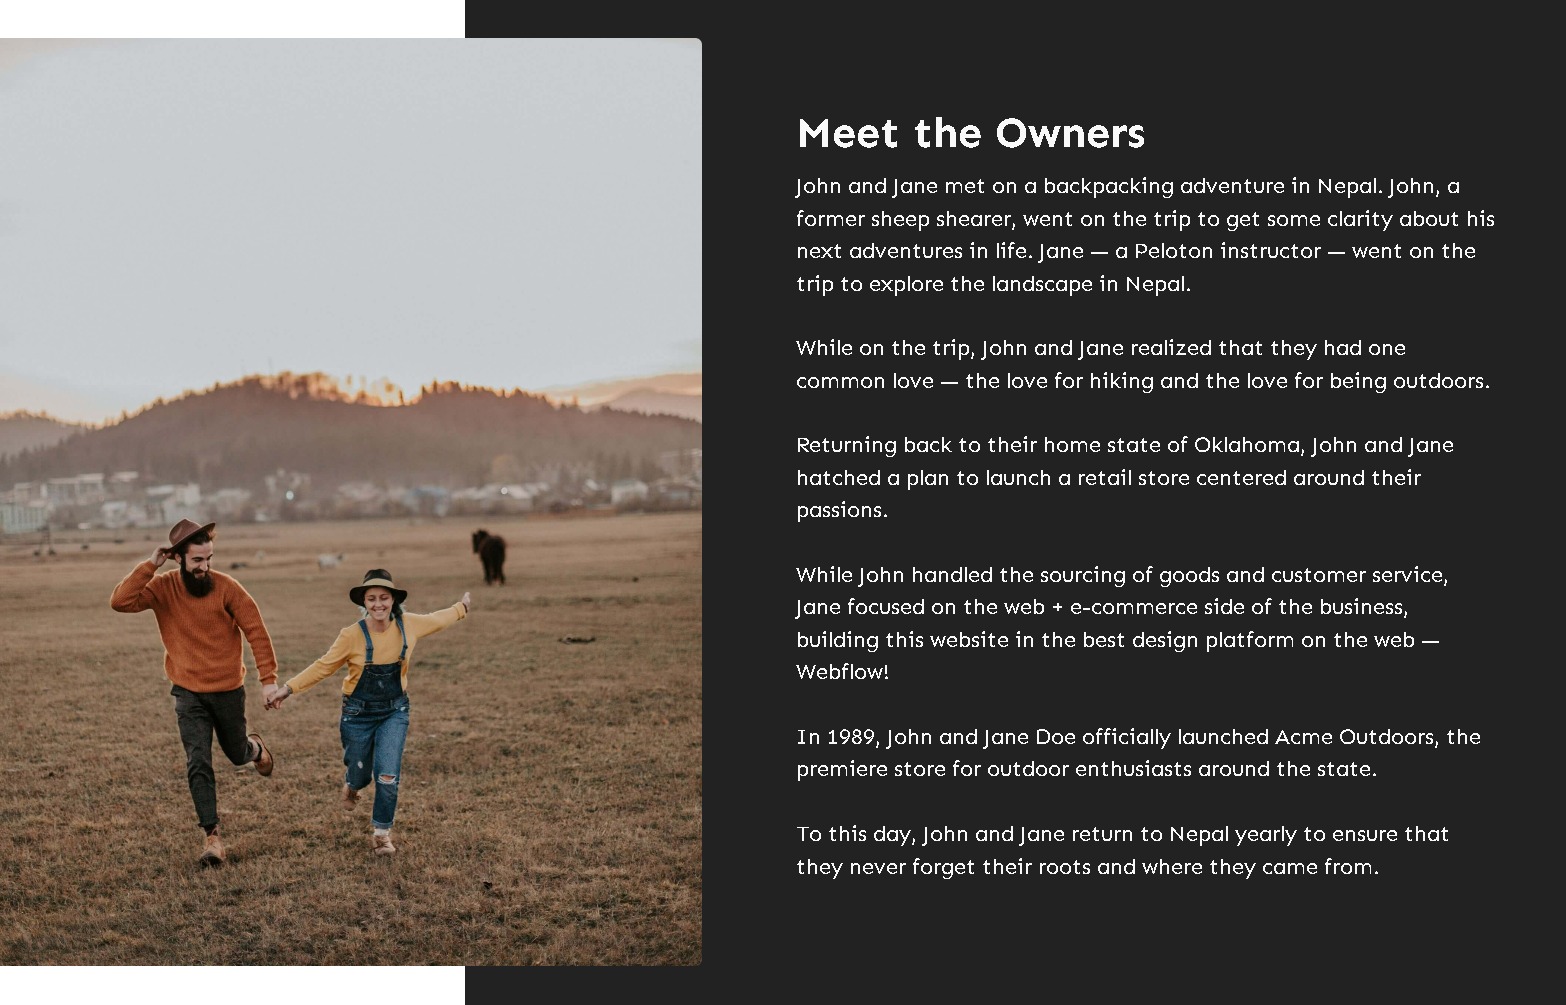 Meet the Owners
John and Jane met on a backpacking adventure in Nepal. John, a
former sheep shearer, went on the trip to get some clarity about his
next adventures in life. Jane — a Peloton instructor — went on the
trip to explore the landscape in Nepal.
While on the trip, John and Jane realized that they had one
common love — the love for hiking and the love for being outdoors.
Returning back to their home state of Oklahoma, John and Jane
hatched a plan to launch a retail store centered around their
passions.
While John handled the sourcing of goods and customer service,
Jane focused on the web + e-commerce side of the business,
building this website in the best design platform on the web —
Webflow!
In 1989, John and Jane Doe officially launched Acme Outdoors, the
premiere store for outdoor enthusiasts around the state.
To this day, John and Jane return to Nepal yearly to ensure that
they never forget their roots and where they came from.